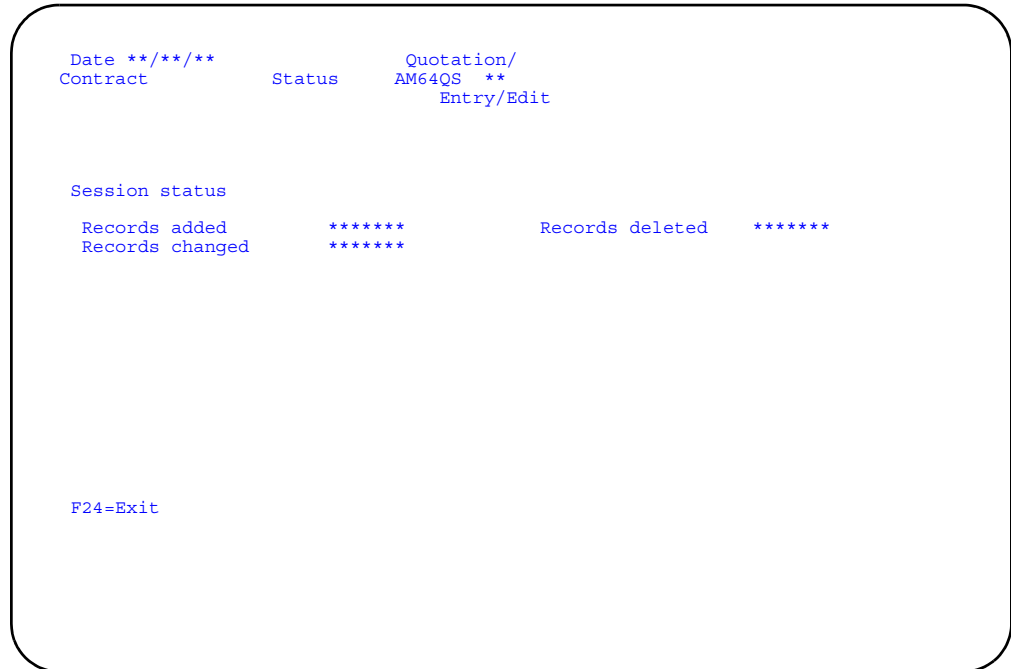 Date **/**/** Quotation/
Contract Status AM64QS **
Entry/Edit
Session status
Records added ******* Records deleted *******
Records changed *******
F24=Exit